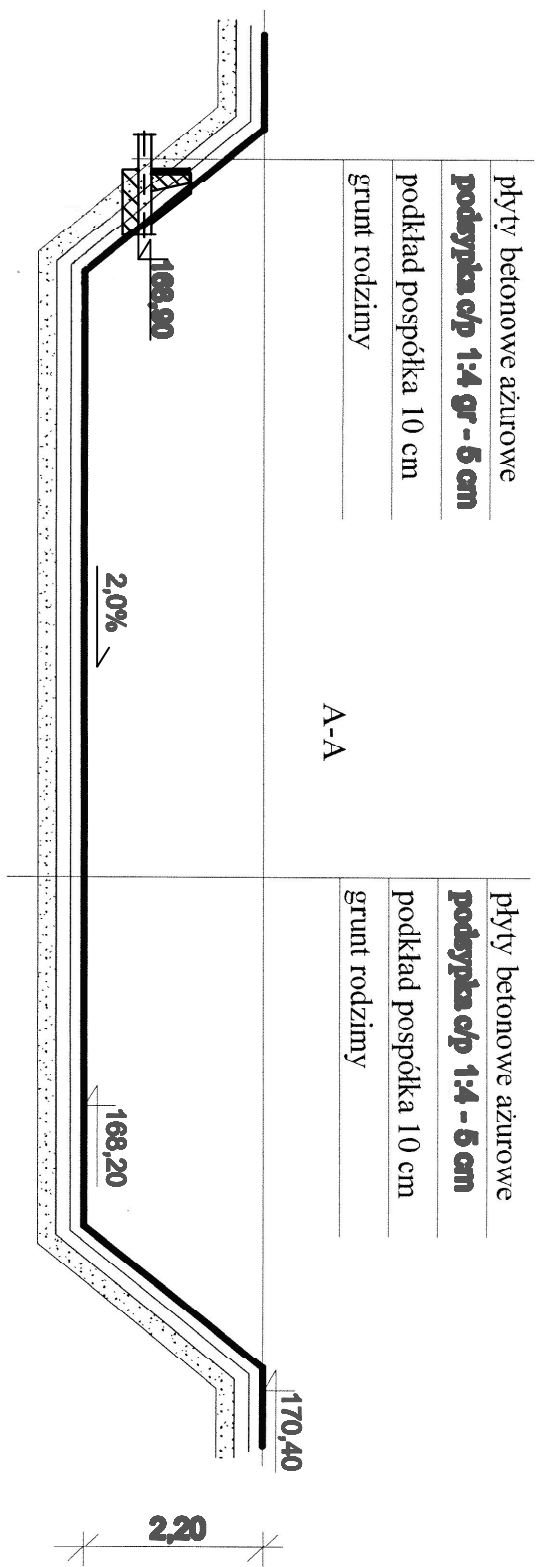 płyty betonowe ażurowe
podsypka c/p 1:4 gr - 5 cm
podkład pospółka 10 cm
grunt rodzimy
płyty betonowe ażurowe
podsypka c/p 1:4 - 5 cm
podkład pospółka 10 cm
grunt rodzimy
A-A
170,40
168,90
2,0%
168,20
2,20